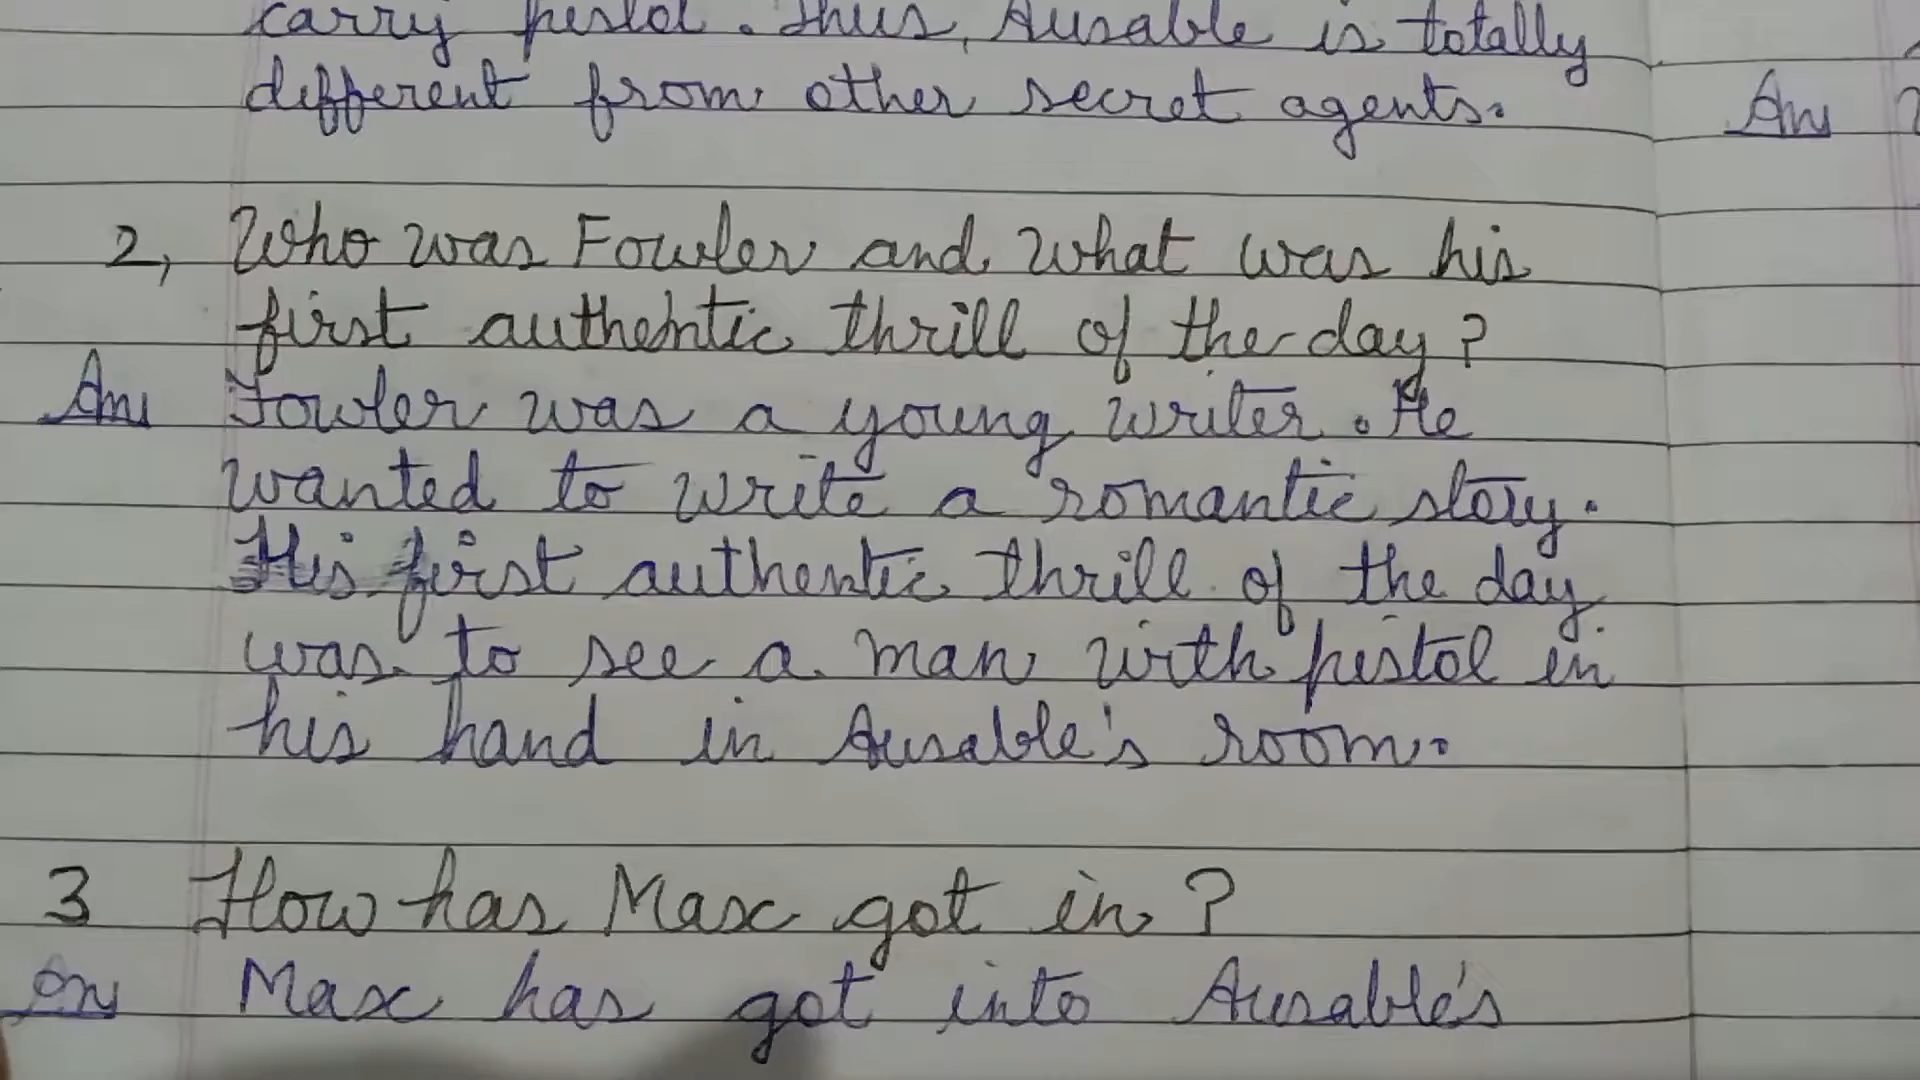 carry pistol. Thus, Ausable is totally
different from other secret agents.
Ans
2, Who was Fowler and what was his
first authentic thrill of the day?
Ans Fowler was a young writer. He
wanted to write a romantic story.
His first authentic thrill of the day
was to see a man with pistol in
his hand in Ausable's room.
3 How has Max got in?
Ans Max has got into Ausable's